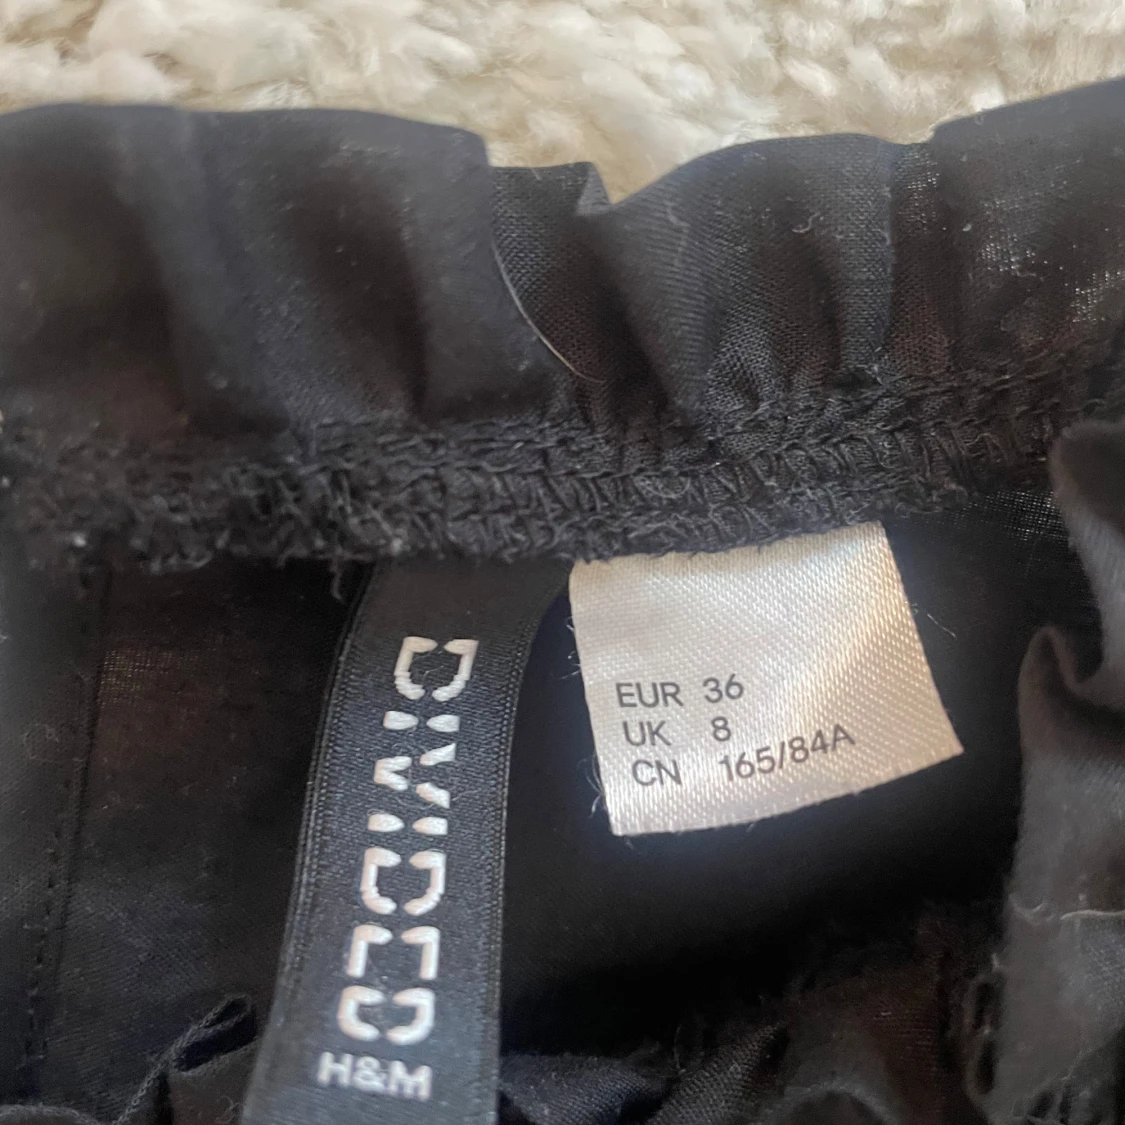 DIVIDED
H&M
EUR 36
UK 8
CN 165/84A